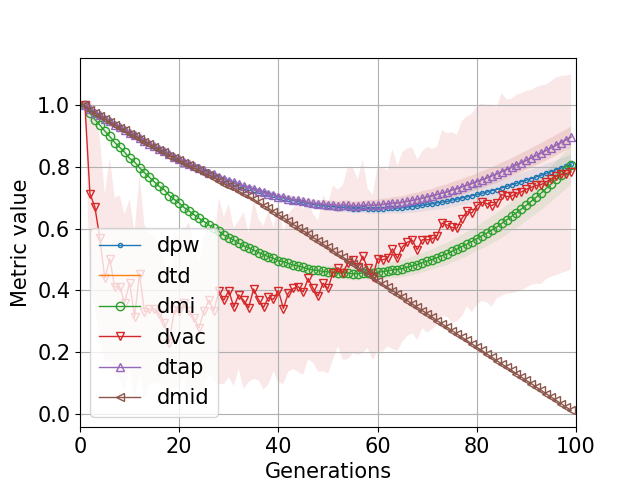 Metric value
1.0
0.8
0.6
0.4
0.2
0.0
dpw
dtd
dmi
dvac
dtap
dmid
0 20 40 60 80 100
Generations